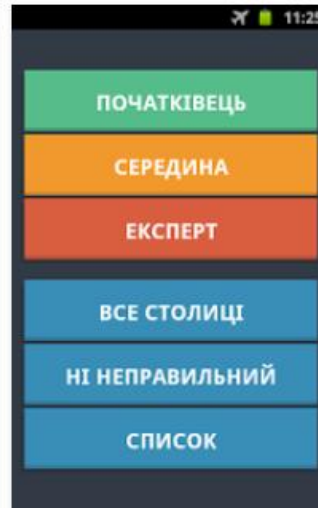 11:25
ПОЧАТКІВЕЦЬ
СЕРЕДИНА
ЕКСПЕРТ
ВСЕ СТОЛИЦІ
НІ НЕПРАВИЛЬНИЙ
СПИСОК